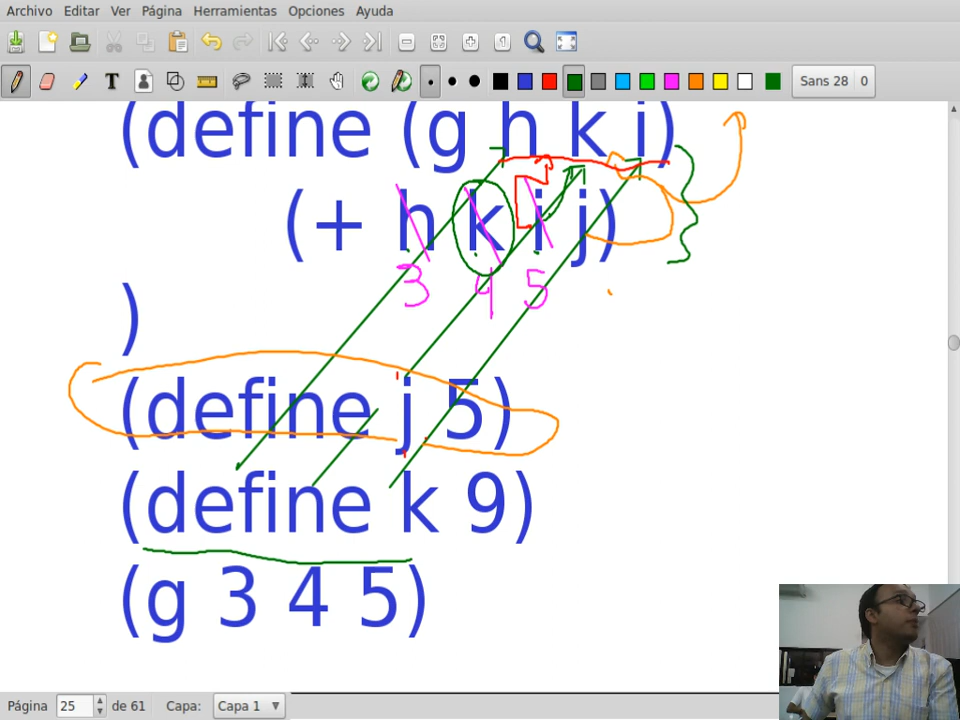 Archivo Editar Ver Página Herramientas Opciones Ayuda
T Sans 28 0
(define (g h k i)
(+ h k i j)
3 4 5
)
(define j 5)
(define k 9)
(g 3 4 5)
Página 25 de 61 Capa: Capa 1